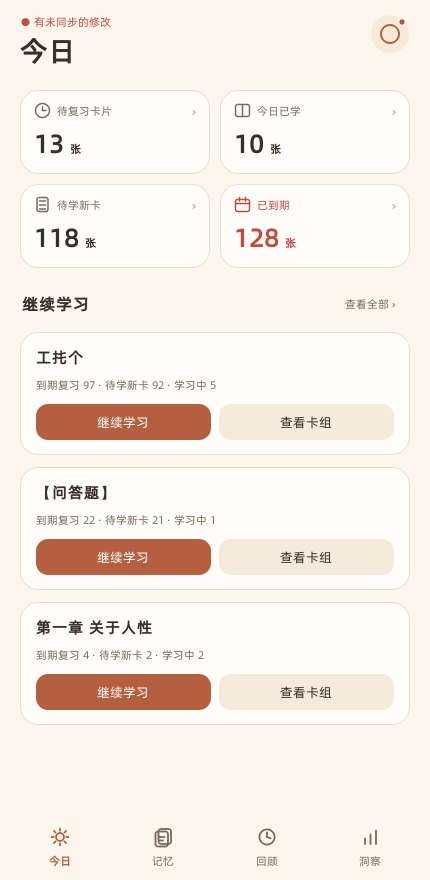 有未同步的修改
今日
待复习卡片 ›
13 张
今日已学 ›
10 张
待学新卡 ›
118 张
已到期 ›
128 张
继续学习
查看全部 ›
工扥个
到期复习 97 · 待学新卡 92 · 学习中 5
继续学习
查看卡组
【问答题】
到期复习 22 · 待学新卡 21 · 学习中 1
继续学习
查看卡组
第一章 关于人性
到期复习 4 · 待学新卡 2 · 学习中 2
继续学习
查看卡组
今日
记忆
回顾
洞察